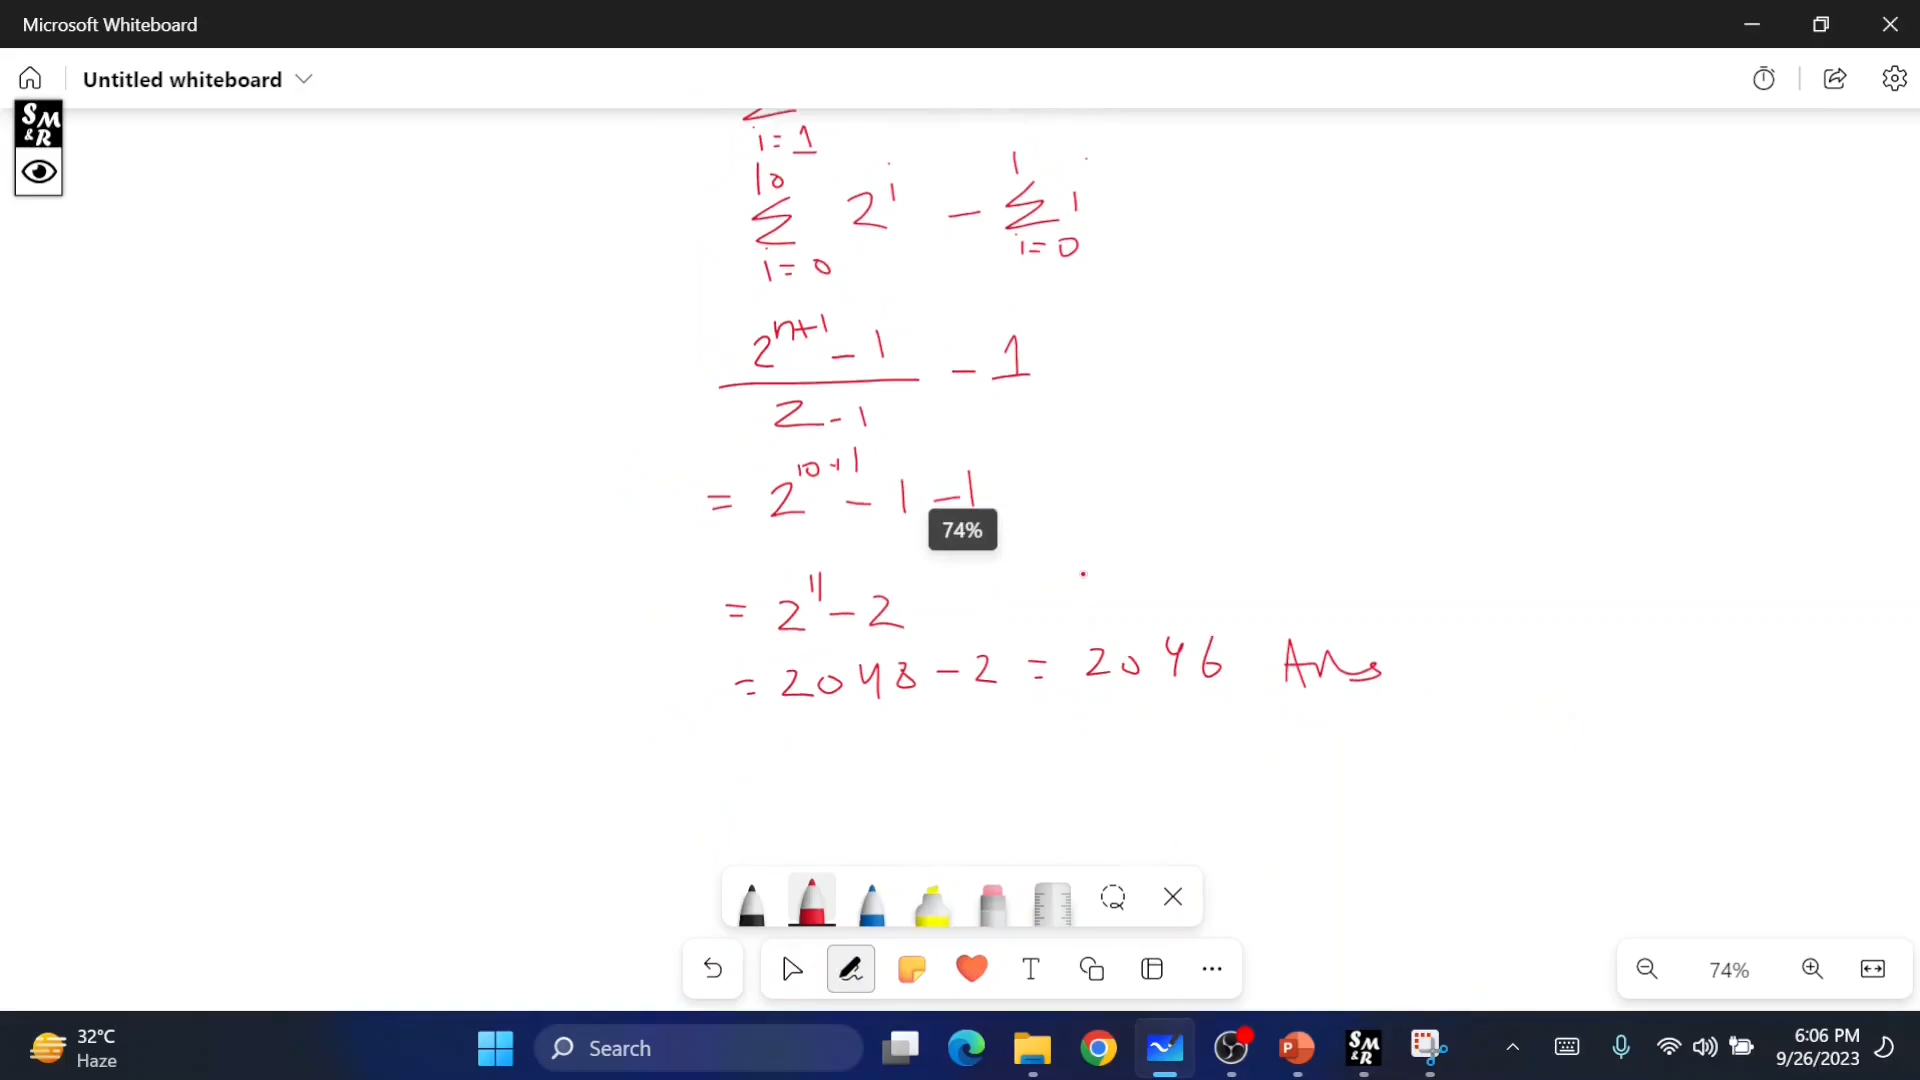 Microsoft Whiteboard
Untitled whiteboard
SM
&R
i = 1
10
∑ 2^i - ∑ i
i = 0
1
i = 0
2^{n+1} - 1
2 - 1
- 1
= 2^{10+1} - 1 - 1
74%
= 2^{11} - 2
= 2048 - 2 = 2046 Ans
T
74%
32°C
Haze
Search
P
SM
&R
6:06 PM
9/26/2023